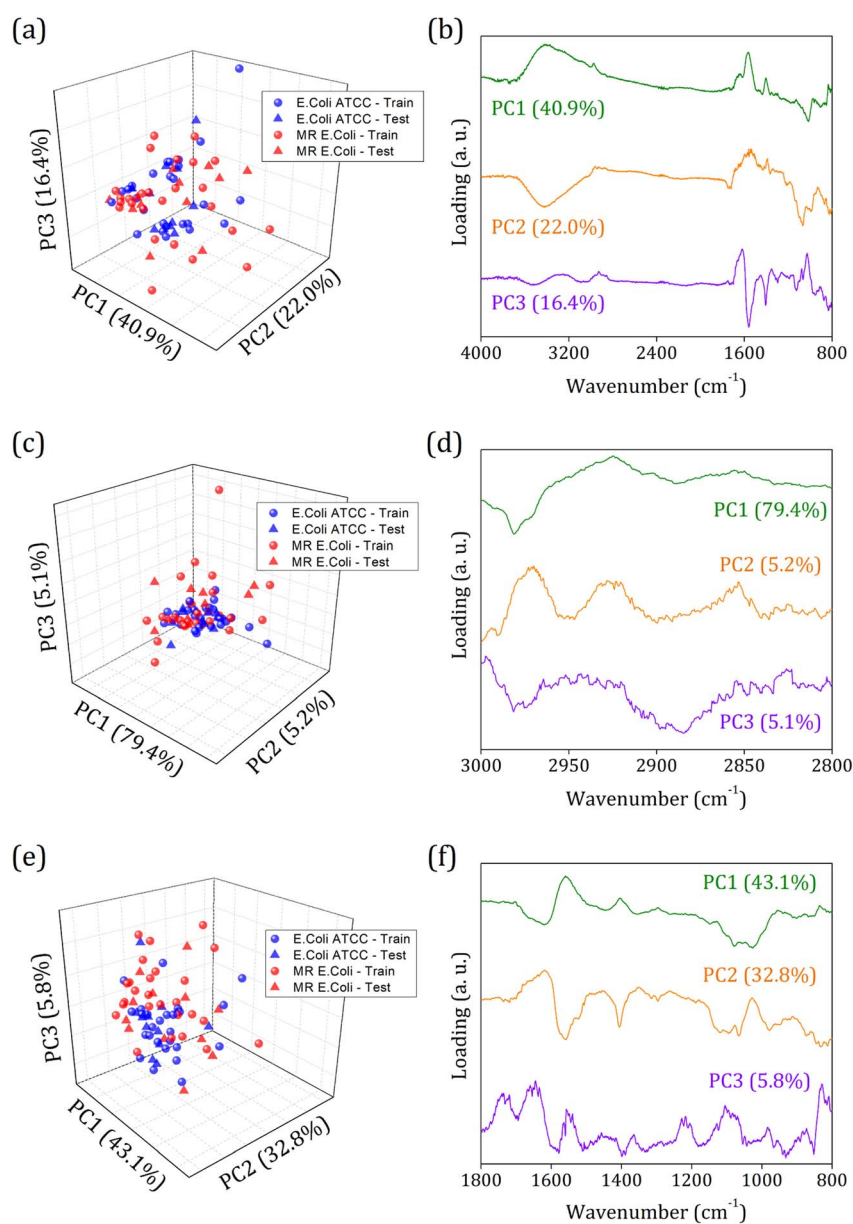 (a)
E.Coli ATCC - Train
E.Coli ATCC - Test
MR E.Coli - Train
MR E.Coli - Test
PC3 (16.4%)
PC1 (40.9%)
PC2 (22.0%)
(b)
PC1 (40.9%)
PC2 (22.0%)
PC3 (16.4%)
Loading (a. u.)
4000 3200 2400 1600 800
Wavenumber (cm⁻¹)
(c)
E.Coli ATCC - Train
E.Coli ATCC - Test
MR E.Coli - Train
MR E.Coli - Test
PC3 (5.1%)
PC1 (79.4%)
PC2 (5.2%)
(d)
PC1 (79.4%)
PC2 (5.2%)
PC3 (5.1%)
Loading (a. u.)
3000 2950 2900 2850 2800
Wavenumber (cm⁻¹)
(e)
E.Coli ATCC - Train
E.Coli ATCC - Test
MR E.Coli - Train
MR E.Coli - Test
PC3 (5.8%)
PC1 (43.1%)
PC2 (32.8%)
(f)
PC1 (43.1%)
PC2 (32.8%)
PC3 (5.8%)
Loading (a. u.)
1800 1600 1400 1200 1000 800
Wavenumber (cm⁻¹)